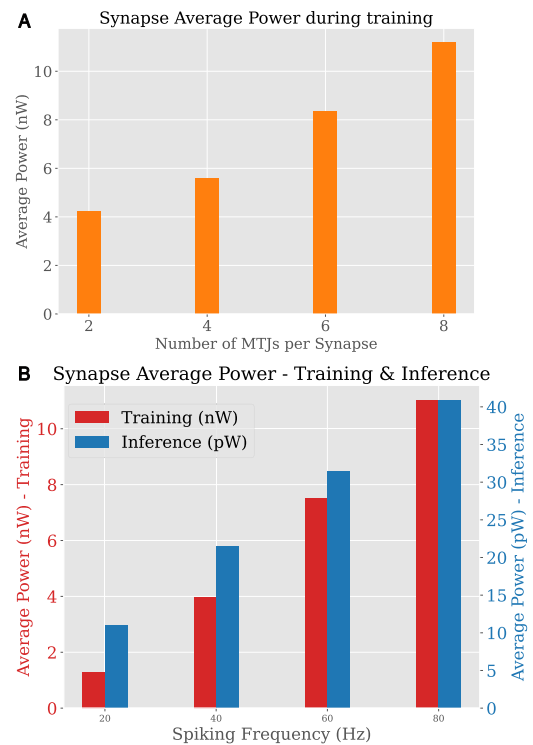 A
Synapse Average Power during training
10
8
6
4
2
0
Average Power (nW)
2 4 6 8
Number of MTJs per Synapse
B
Synapse Average Power - Training & Inference
Training (nW)
Inference (pW)
10
8
6
4
2
0
Average Power (nW) - Training
40
35
30
25
20
15
10
5
0
Average Power (pW) - Inference
20 40 60 80
Spiking Frequency (Hz)